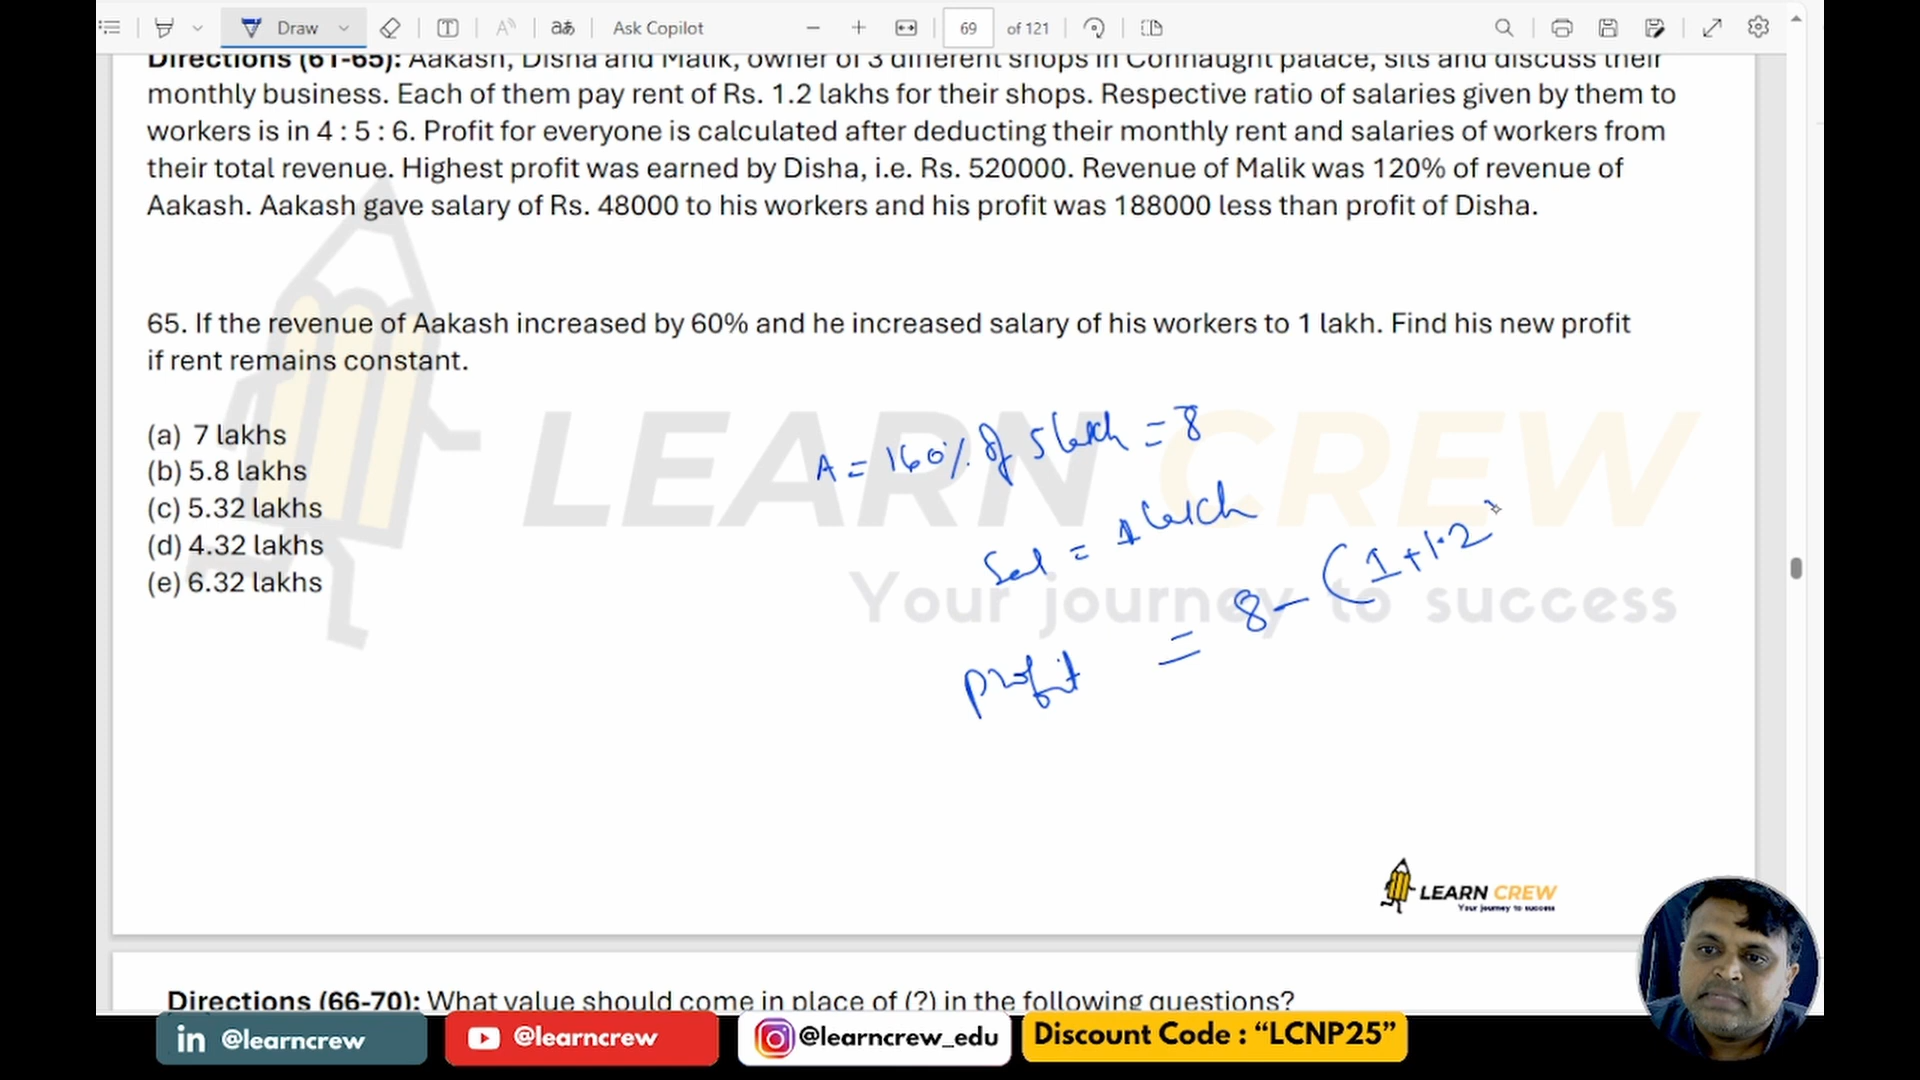 Draw
Ask Copilot
69 of 121
Directions (61-65): Aakash, Disha and Malik, owner of 3 different shops in Connaught palace, sits and discuss their
monthly business. Each of them pay rent of Rs. 1.2 lakhs for their shops. Respective ratio of salaries given by them to
workers is in 4 : 5 : 6. Profit for everyone is calculated after deducting their monthly rent and salaries of workers from
their total revenue. Highest profit was earned by Disha, i.e. Rs. 520000. Revenue of Malik was 120% of revenue of
Aakash. Aakash gave salary of Rs. 48000 to his workers and his profit was 188000 less than profit of Disha.
65. If the revenue of Aakash increased by 60% and he increased salary of his workers to 1 lakh. Find his new profit
if rent remains constant.
(a) 7 lakhs
(b) 5.8 lakhs
(c) 5.32 lakhs
(d) 4.32 lakhs
(e) 6.32 lakhs
A = 160% of 5 lakh = 8
Sal = 1 lakh
Profit = 8 - (1+1.2
LEARN CREW
Your journey to success
LEARN CREW
Your journey to success
Directions (66-70): What value should come in place of (?) in the following questions?
in @learncrew
@learncrew
@learncrew_edu
Discount Code : “LCNP25”